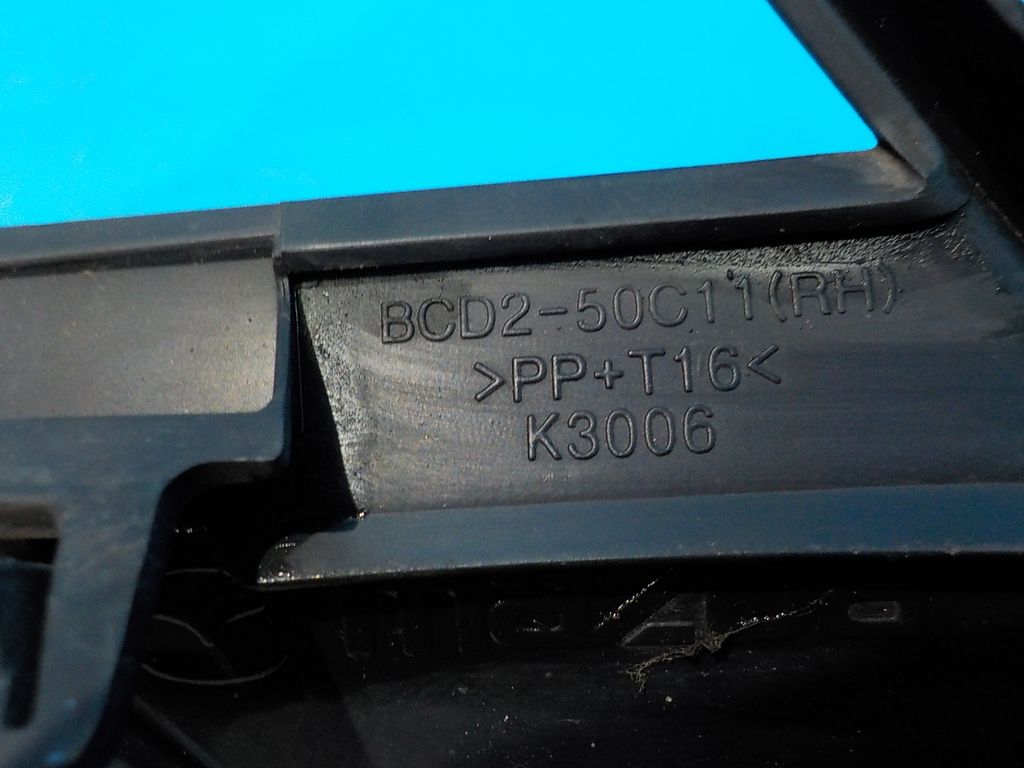 BCD2-50C11(RH)
>PP+T16<
K3006